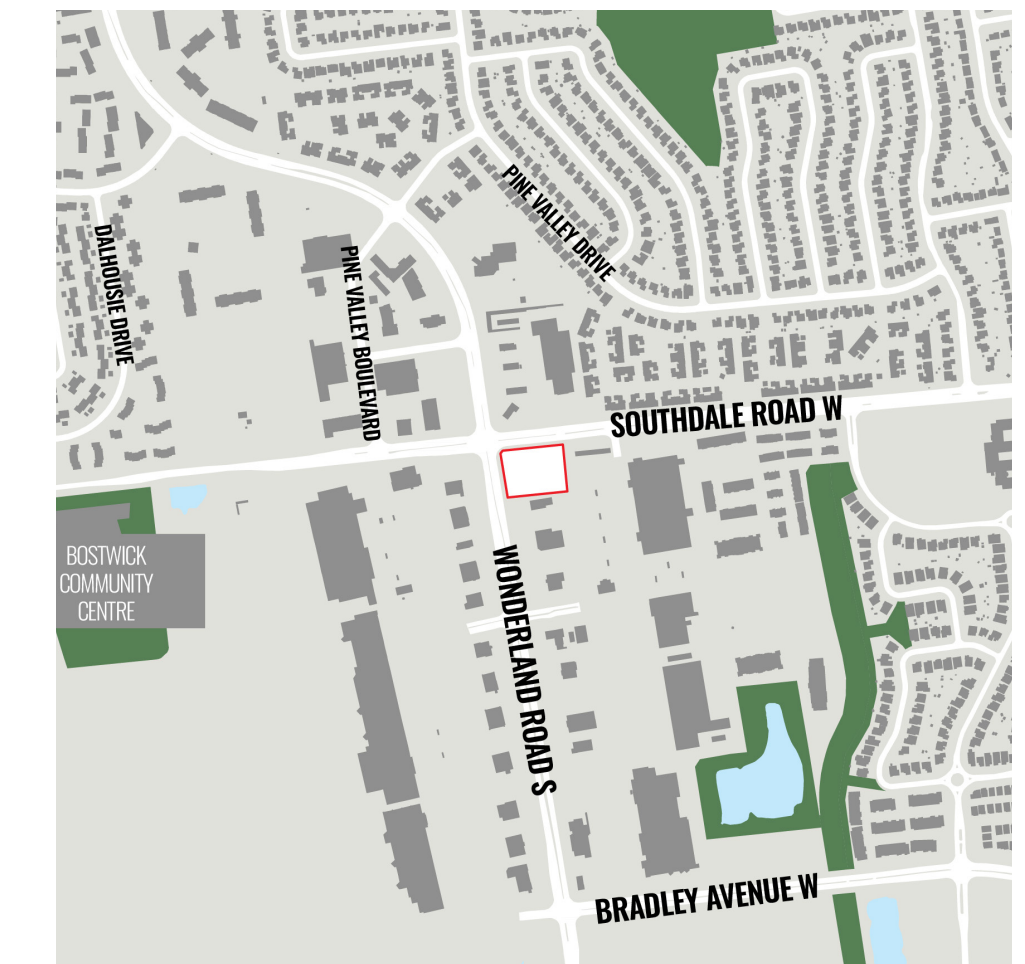 PINE VALLEY DRIVE
DALHOUSIE DRIVE
PINE VALLEY BOULEVARD
SOUTHDALE ROAD W
BOSTWICK
COMMUNITY
CENTRE
WONDERLAND ROAD S
BRADLEY AVENUE W